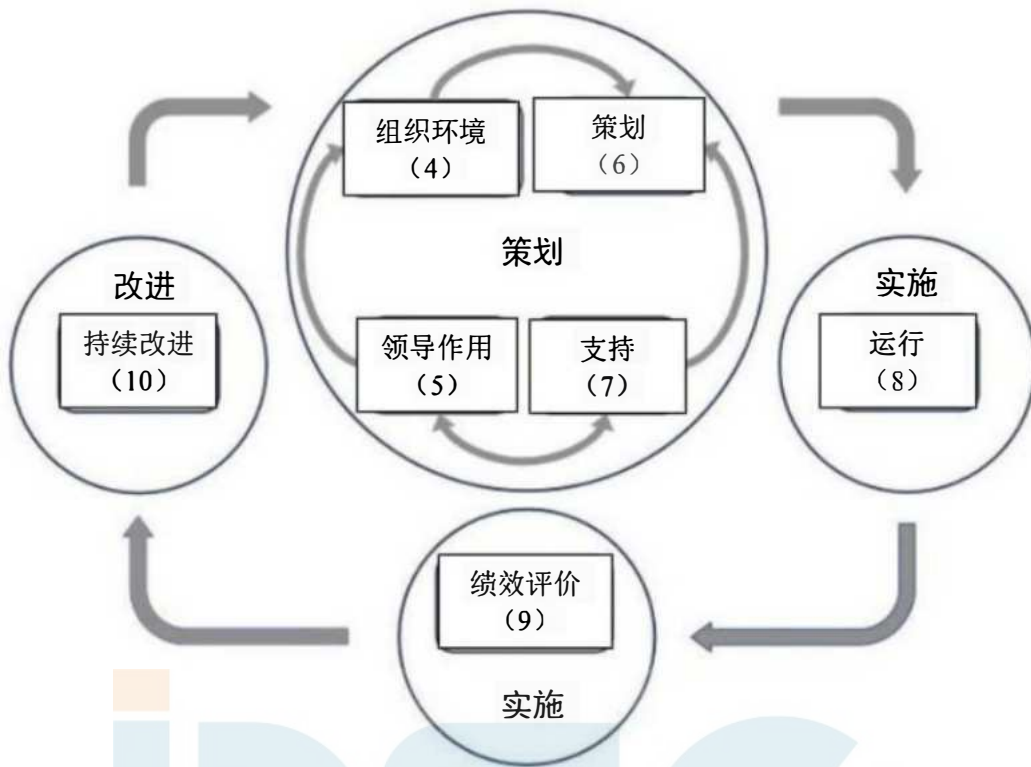 组织环境
（4）
策划
（6）
策划
领导作用
（5）
支持
（7）
改进
持续改进
（10）
实施
运行
（8）
绩效评价
（9）
实施